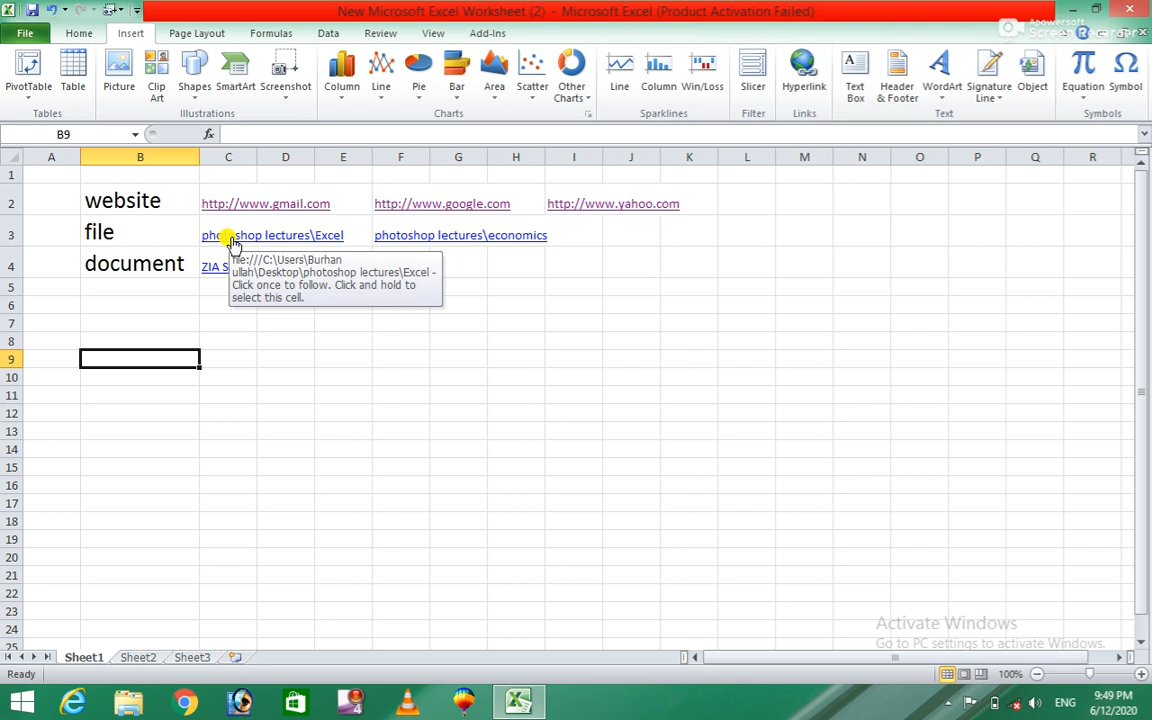 New Microsoft Excel Worksheet (2) - Microsoft Excel (Product Activation Failed)
Apowersoft
Screen Recorder
File Home Insert Page Layout Formulas Data Review View Add-Ins
PivotTable Table Picture Clip Art Shapes SmartArt Screenshot Column Line Pie Bar Area Scatter Other Charts Line Column Win/Loss Slicer Hyperlink Text Box Header & Footer WordArt Signature Line Object Equation Symbol
Tables Illustrations Charts Sparklines Filter Links Text Symbols
B9 fx
A B C D E F G H I J K L M N O P Q R
1
2 website http://www.gmail.com http://www.google.com http://www.yahoo.com
3 file photoshop lectures\Excel photoshop lectures\economics
4 document ZIA S
file:///C:\Users\Burhan
ullah\Desktop\photoshop lectures\Excel -
Click once to follow. Click and hold to
select this cell.
5
6
7
8
9
10
11
12
13
14
15
16
17
18
19
20
21
22
23
24
25
Activate Windows
Go to PC settings to activate Windows.
Sheet1 Sheet2 Sheet3
Ready 100%
ENG 9:49 PM
6/12/2020